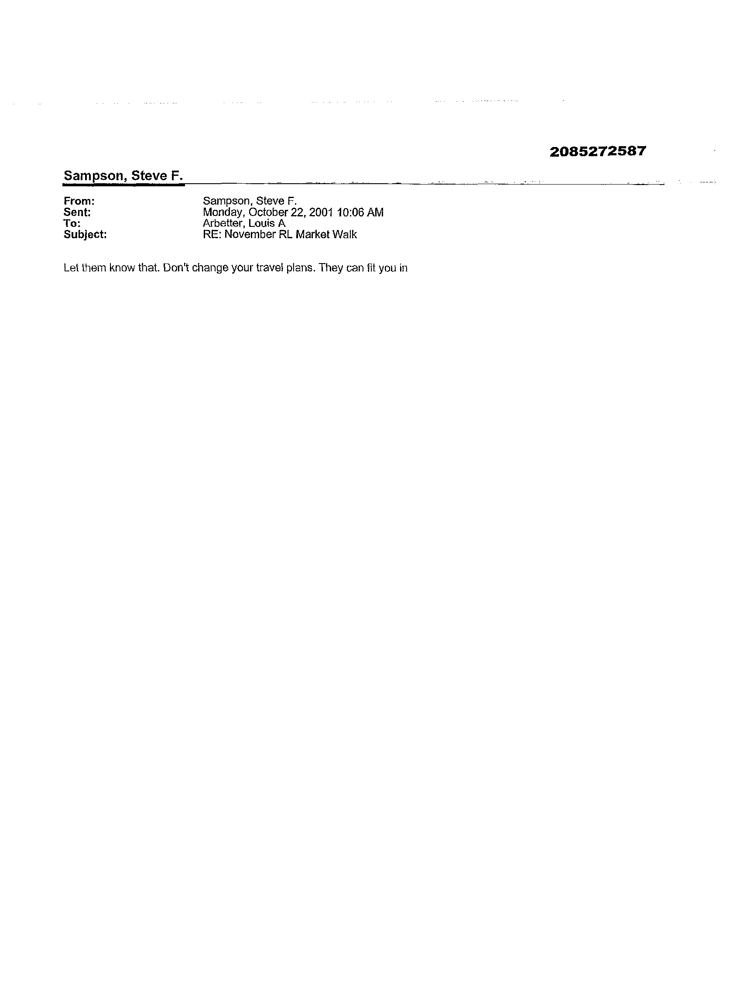 2085272587
Sampson, Steve F.
From: Sampson, Steve F.
Sent: Monday, October 22, 2001 10:06 AM
To: Arbetter, Louis A
Subject: RE: November RL Market Walk
Let them know that. Don't change your travel plans. They can fit you in